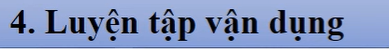 4. Luyện tập vận dụng